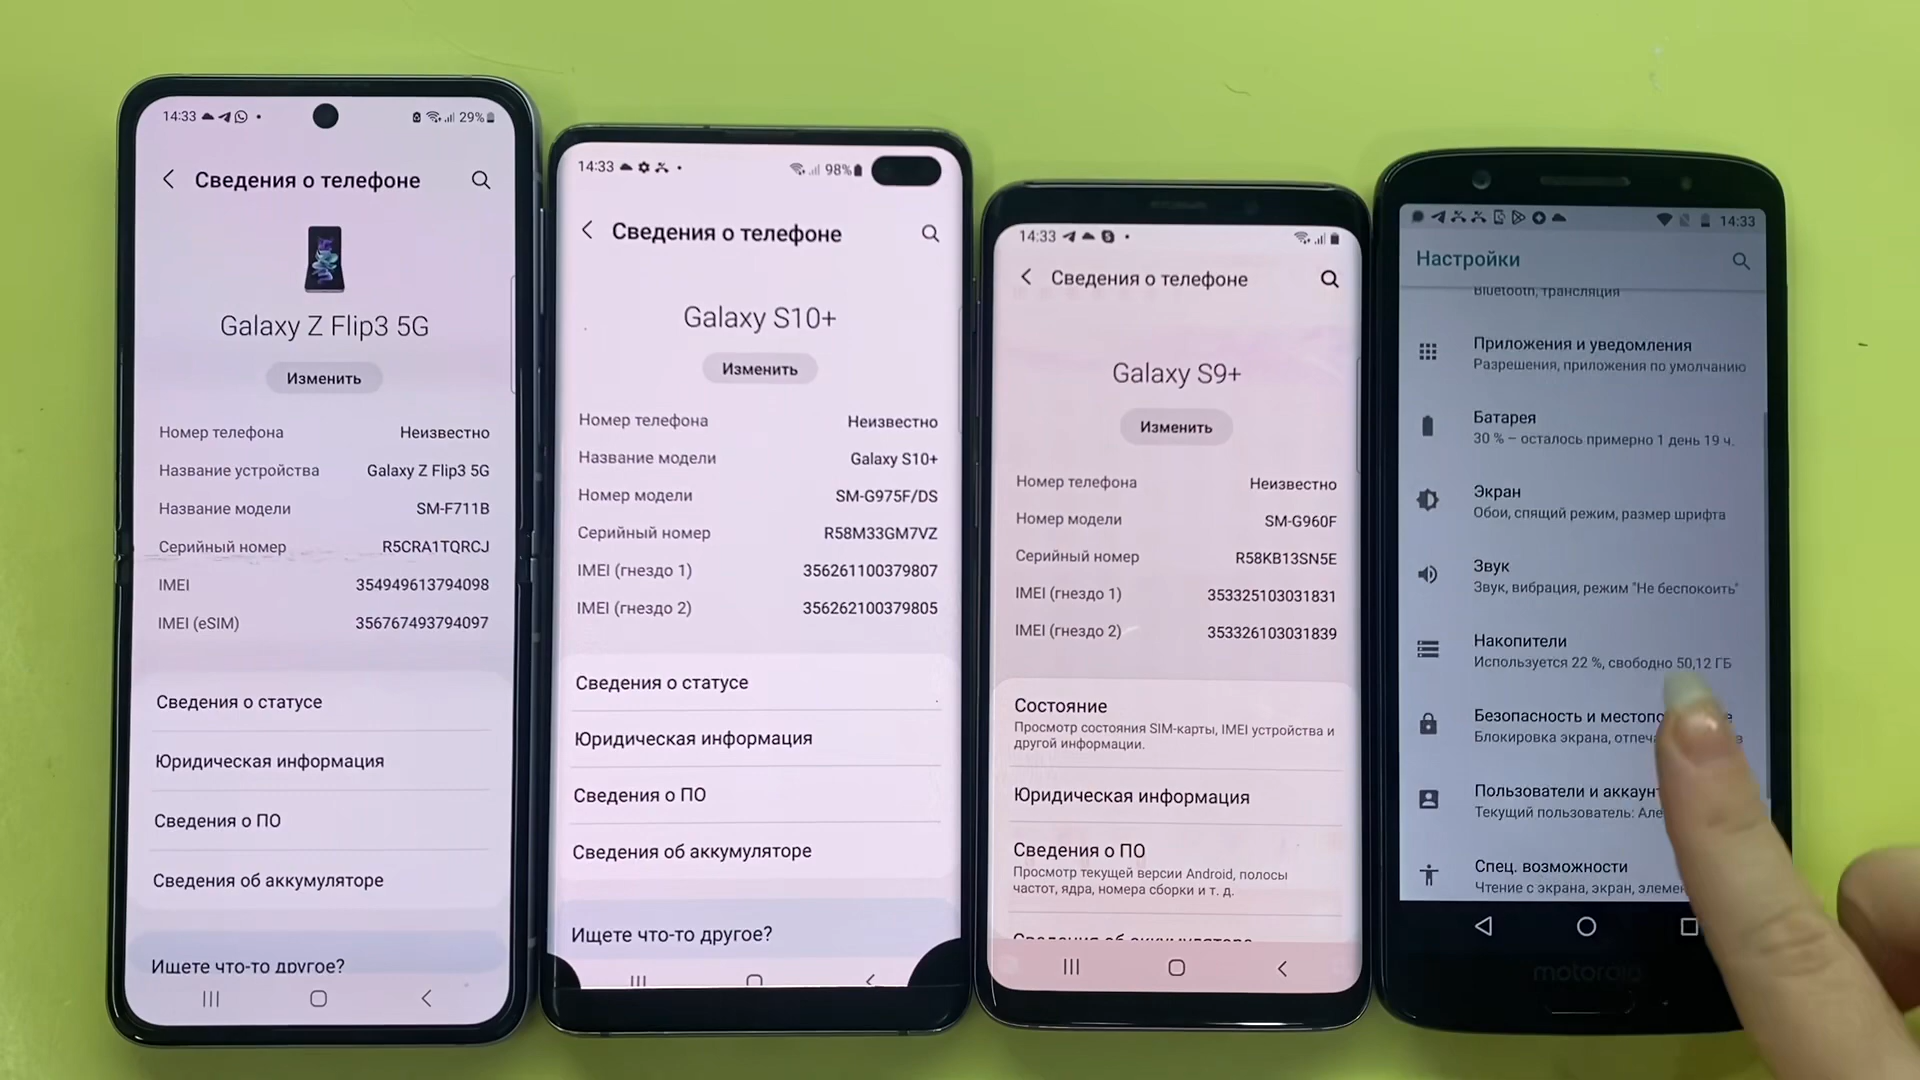 14:33
29%
Сведения о телефоне
Galaxy Z Flip3 5G
Изменить
Номер телефона Неизвестно
Название устройства Galaxy Z Flip3 5G
Название модели SM-F711B
Серийный номер R5CRA1TQRCJ
IMEI 354949613794098
IMEI (eSIM) 356767493794097
Сведения о статусе
Юридическая информация
Сведения о ПО
Сведения об аккумуляторе
Ищете что-то другое?
14:33
98%
Сведения о телефоне
Galaxy S10+
Изменить
Номер телефона Неизвестно
Название модели Galaxy S10+
Номер модели SM-G975F/DS
Серийный номер R58M33GM7VZ
IMEI (гнездо 1) 356261100379807
IMEI (гнездо 2) 356262100379805
Сведения о статусе
Юридическая информация
Сведения о ПО
Сведения об аккумуляторе
Ищете что-то другое?
14:33
Сведения о телефоне
Galaxy S9+
Изменить
Номер телефона Неизвестно
Номер модели SM-G960F
Серийный номер R58KB13SN5E
IMEI (гнездо 1) 353325103031831
IMEI (гнездо 2) 353326103031839
Состояние
Просмотр состояния SIM-карты, IMEI устройства и
другой информации.
Юридическая информация
Сведения о ПО
Просмотр текущей версии Android, полосы
частот, ядра, номера сборки и т. д.
Сведения об аккумуляторе
14:33
Настройки
Bluetooth, трансляция
Приложения и уведомления
Разрешения, приложения по умолчанию
Батарея
30 % – осталось примерно 1 день 19 ч.
Экран
Обои, спящий режим, размер шрифта
Звук
Звук, вибрация, режим "Не беспокоить"
Накопители
Используется 22 %, свободно 50,12 ГБ
Безопасность и
Блокировка экрана,
Пользователи и
Текущий пользователь:
Спец. возможности
Чтение с экрана, экран,
motorola